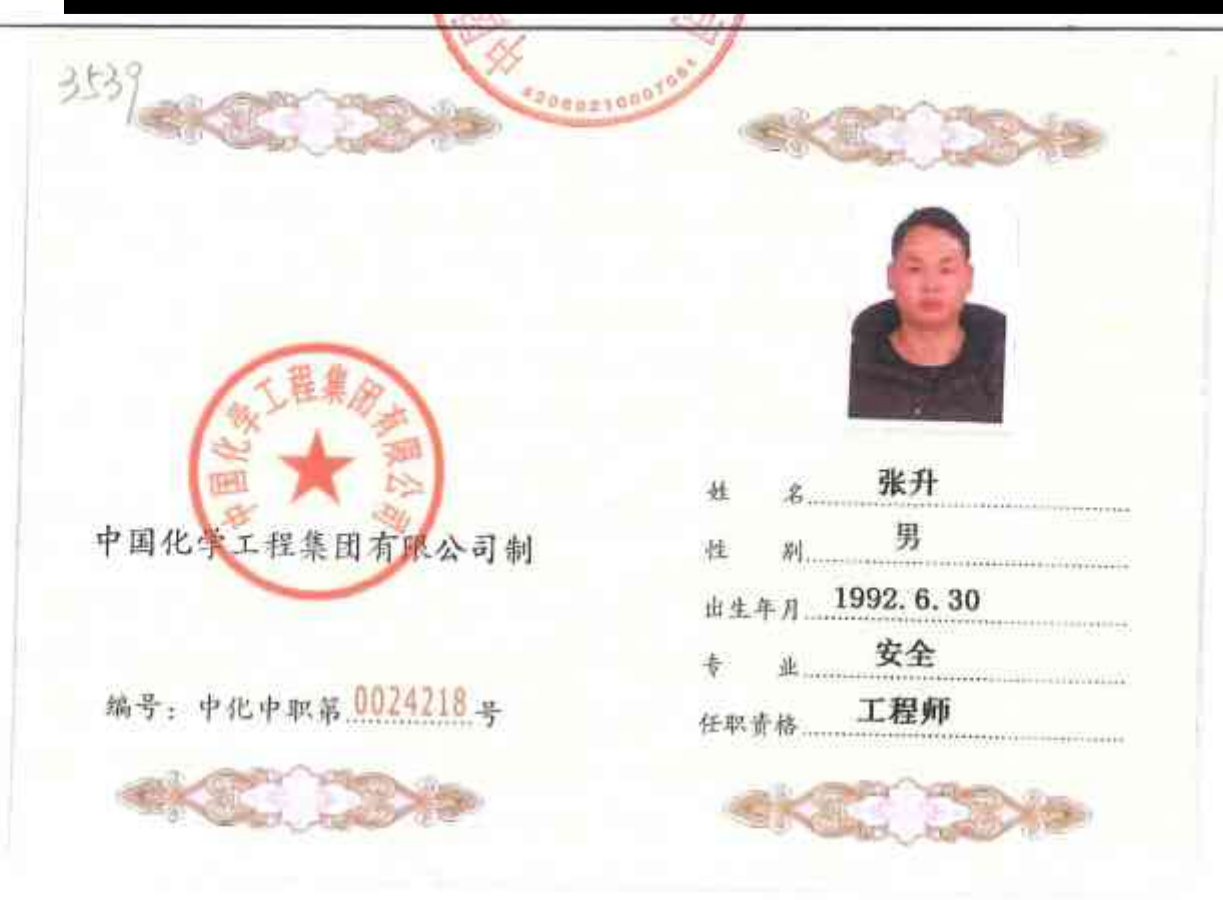 3539
4206021000706
中国化学工程集团有限公司
中国化学工程集团有限公司制
编号：中化中职第0024218号
姓名 张升
性别 男
出生年月 1992.6.30
专业 安全
任职资格 工程师